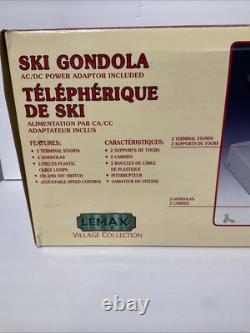 SKI GONDOLA
AC/DC POWER ADAPTOR INCLUDED
TÉLÉPHÉRIQUE
DE SKI
ALIMENTATION PAR CA/CC
ADAPTATEUR INCLUS
FEATURES:
• 2 TERMINAL STANDS
• 2 GONDOLAS
• 2 PIECES PLASTIC
CABLE LOOPS
• ON AND OFF SWITCH
• ADJUSTABLE SPEED CONTROL
CARACTÉRISTIQUES:
• 2 SUPPORTS DE TOURS
• 2 CABINES
• 2 BOUCLES DE CÂBLE
DE PLASTIQUE
• INTERRUPTEUR
• VARIATEUR DE VITESSE
2 TERMINAL STANDS
2 SUPPORTS DE TOURS
2 GONDOLAS
2 CABINES
LEMAX
VILLAGE COLLECTION